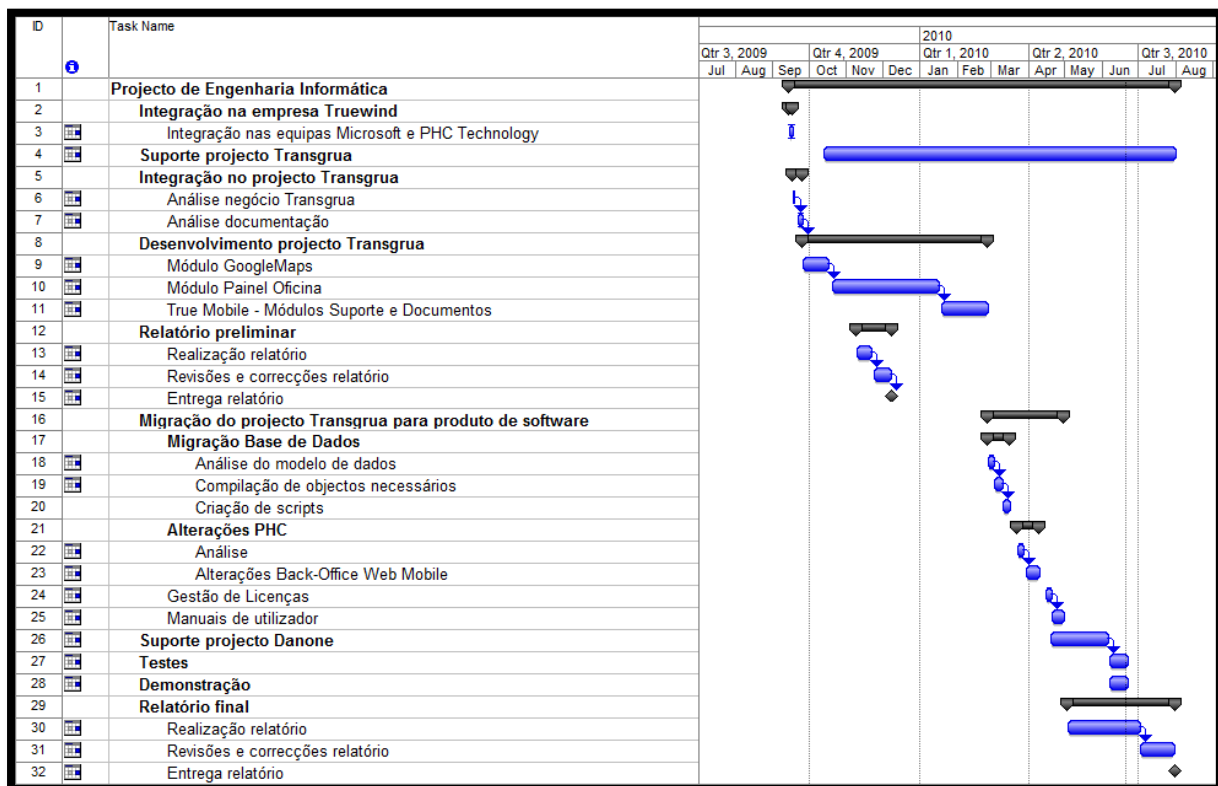 ID Task Name
2010
Qtr 3, 2009 Qtr 4, 2009 Qtr 1, 2010 Qtr 2, 2010 Qtr 3, 2010
Jul Aug Sep Oct Nov Dec Jan Feb Mar Apr May Jun Jul Aug
1 Projecto de Engenharia Informática
2 Integração na empresa Truewind
3 Integração nas equipas Microsoft e PHC Technology
4 Suporte projecto Transgrua
5 Integração no projecto Transgrua
6 Análise negócio Transgrua
7 Análise documentação
8 Desenvolvimento projecto Transgrua
9 Módulo GoogleMaps
10 Módulo Painel Oficina
11 True Mobile - Módulos Suporte e Documentos
12 Relatório preliminar
13 Realização relatório
14 Revisões e correcções relatório
15 Entrega relatório
16 Migração do projecto Transgrua para produto de software
17 Migração Base de Dados
18 Análise do modelo de dados
19 Compilação de objectos necessários
20 Criação de scripts
21 Alterações PHC
22 Análise
23 Alterações Back-Office Web Mobile
24 Gestão de Licenças
25 Manuais de utilizador
26 Suporte projecto Danone
27 Testes
28 Demonstração
29 Relatório final
30 Realização relatório
31 Revisões e correcções relatório
32 Entrega relatório